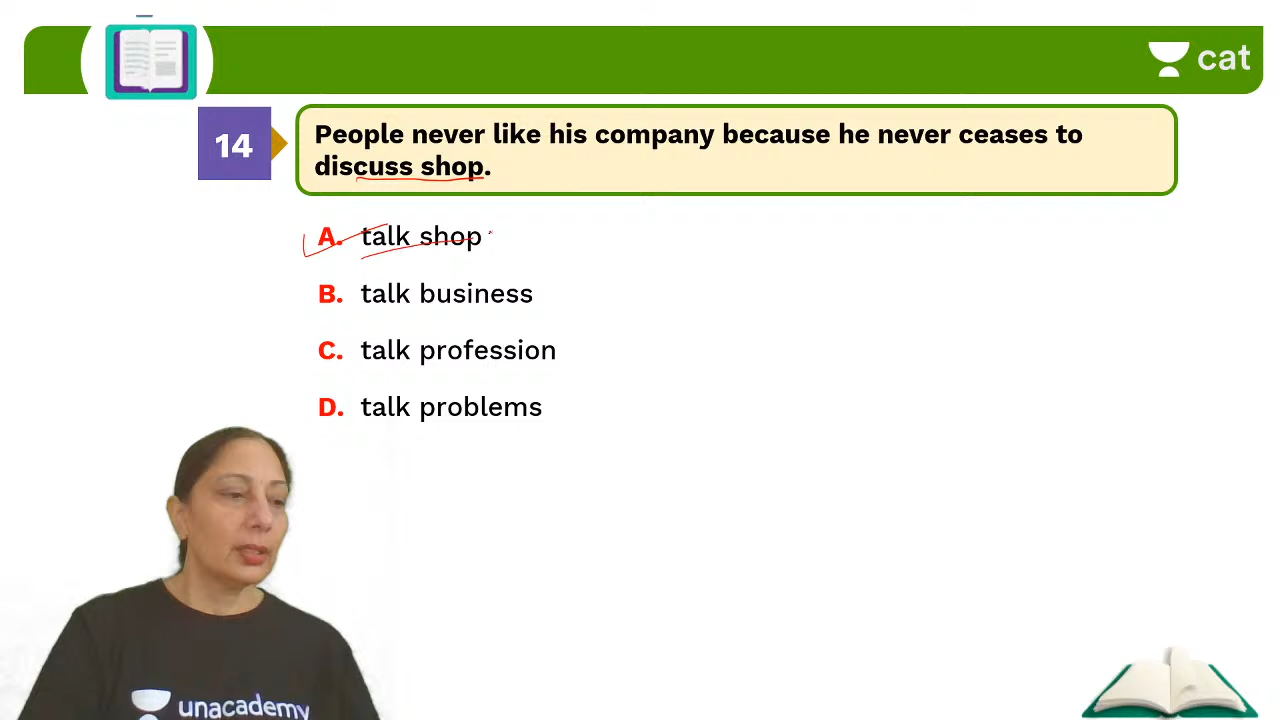 cat
14
People never like his company because he never ceases to
discuss shop.
A. talk shop
B. talk business
C. talk profession
D. talk problems
unacademy